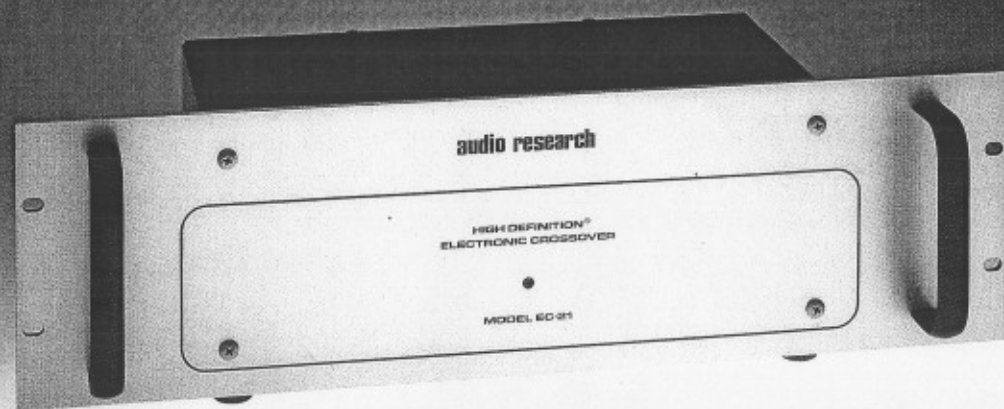 audio research
HIGH DEFINITION®
ELECTRONIC CROSSOVER
MODEL EC-21